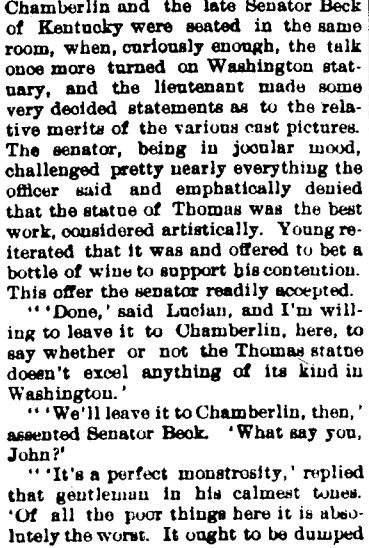 Chamberlin and the late Senator Beck
of Kentucky were seated in the same
room, when, curiously enough, the talk
once more turned on Washington stat-
uary, and the lieutenant made some
very decided statements as to the rela-
tive merits of the various cast pictures.
The senator, being in jocular mood,
challenged pretty nearly everything the
officer said and emphatically denied
that the statue of Thomas was the best
work, considered artistically. Young re-
iterated that it was and offered to bet a
bottle of wine to support his contention.
This offer the senator readily accepted.
"'Done,' said Lucian, and I'm will-
ing to leave it to Chamberlin, here, to
say whether or not the Thomas statue
doesn't excel anything of its kind in
Washington.'
"'We'll leave it to Chamberlin, then,'
assented Senator Beck. 'What say you,
John?'
"'It's a perfect monstrosity,' replied
that gentleman in his calmest tones.
'Of all the poor things here it is abso-
lutely the worst. It ought to be dumped